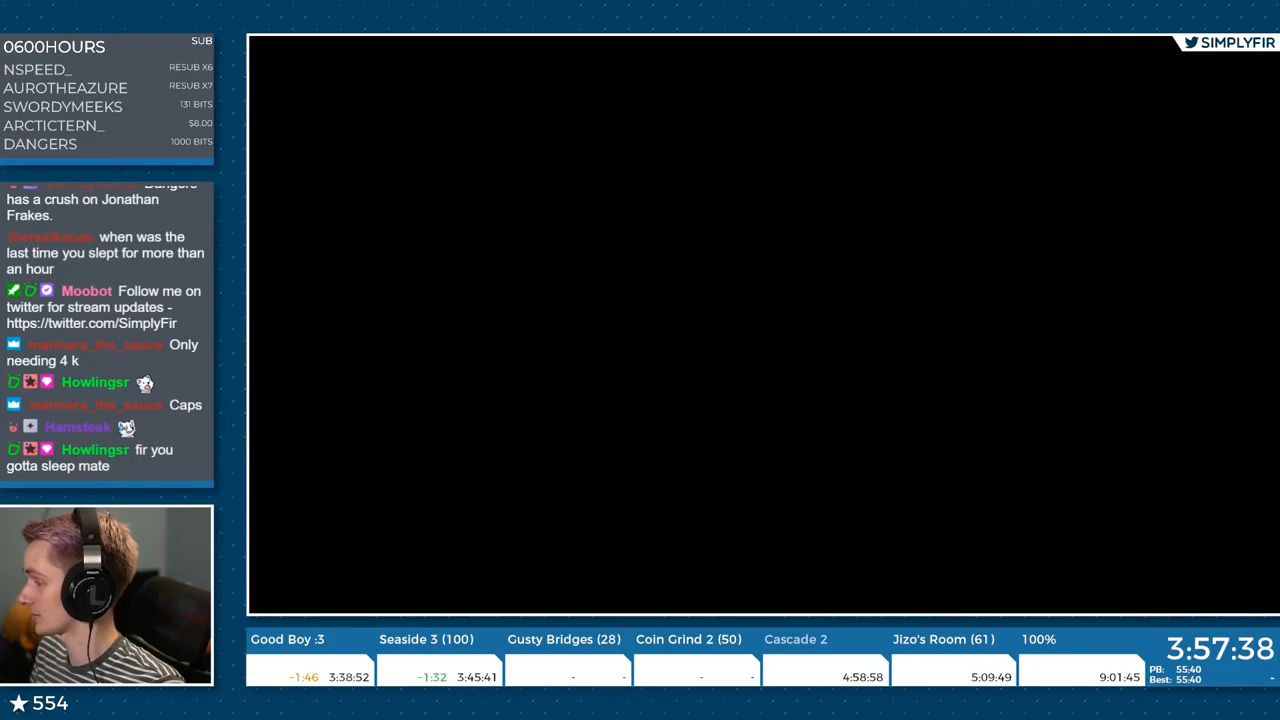 0600HOURS SUB
NSPEED_ RESUB X6
AUROTHEAZURE RESUB X7
SWORDYMEEKS 131 BITS
ARCTICTERN_ $8.00
DANGERS 1000 BITS
Dangers
has a crush on Jonathan
Frakes.
therealkaoas when was the
last time you slept for more than
an hour
Moobot Follow me on
twitter for stream updates -
https://twitter.com/SimplyFir
marinara_the_sauce Only
needing 4 k
Howlingsr
marinara_the_sauce Caps
Hamsteak
Howlingsr fir you
gotta sleep mate
SIMPLYFIR
Good Boy :3
-1:46 3:38:52
Seaside 3 (100)
-1:32 3:45:41
Gusty Bridges (28)
- -
Coin Grind 2 (50)
- -
Cascade 2
4:58:58
Jizo's Room (61)
5:09:49
100%
9:01:45
3:57:38
PB: 55:40
Best: 55:40 -
★ 554